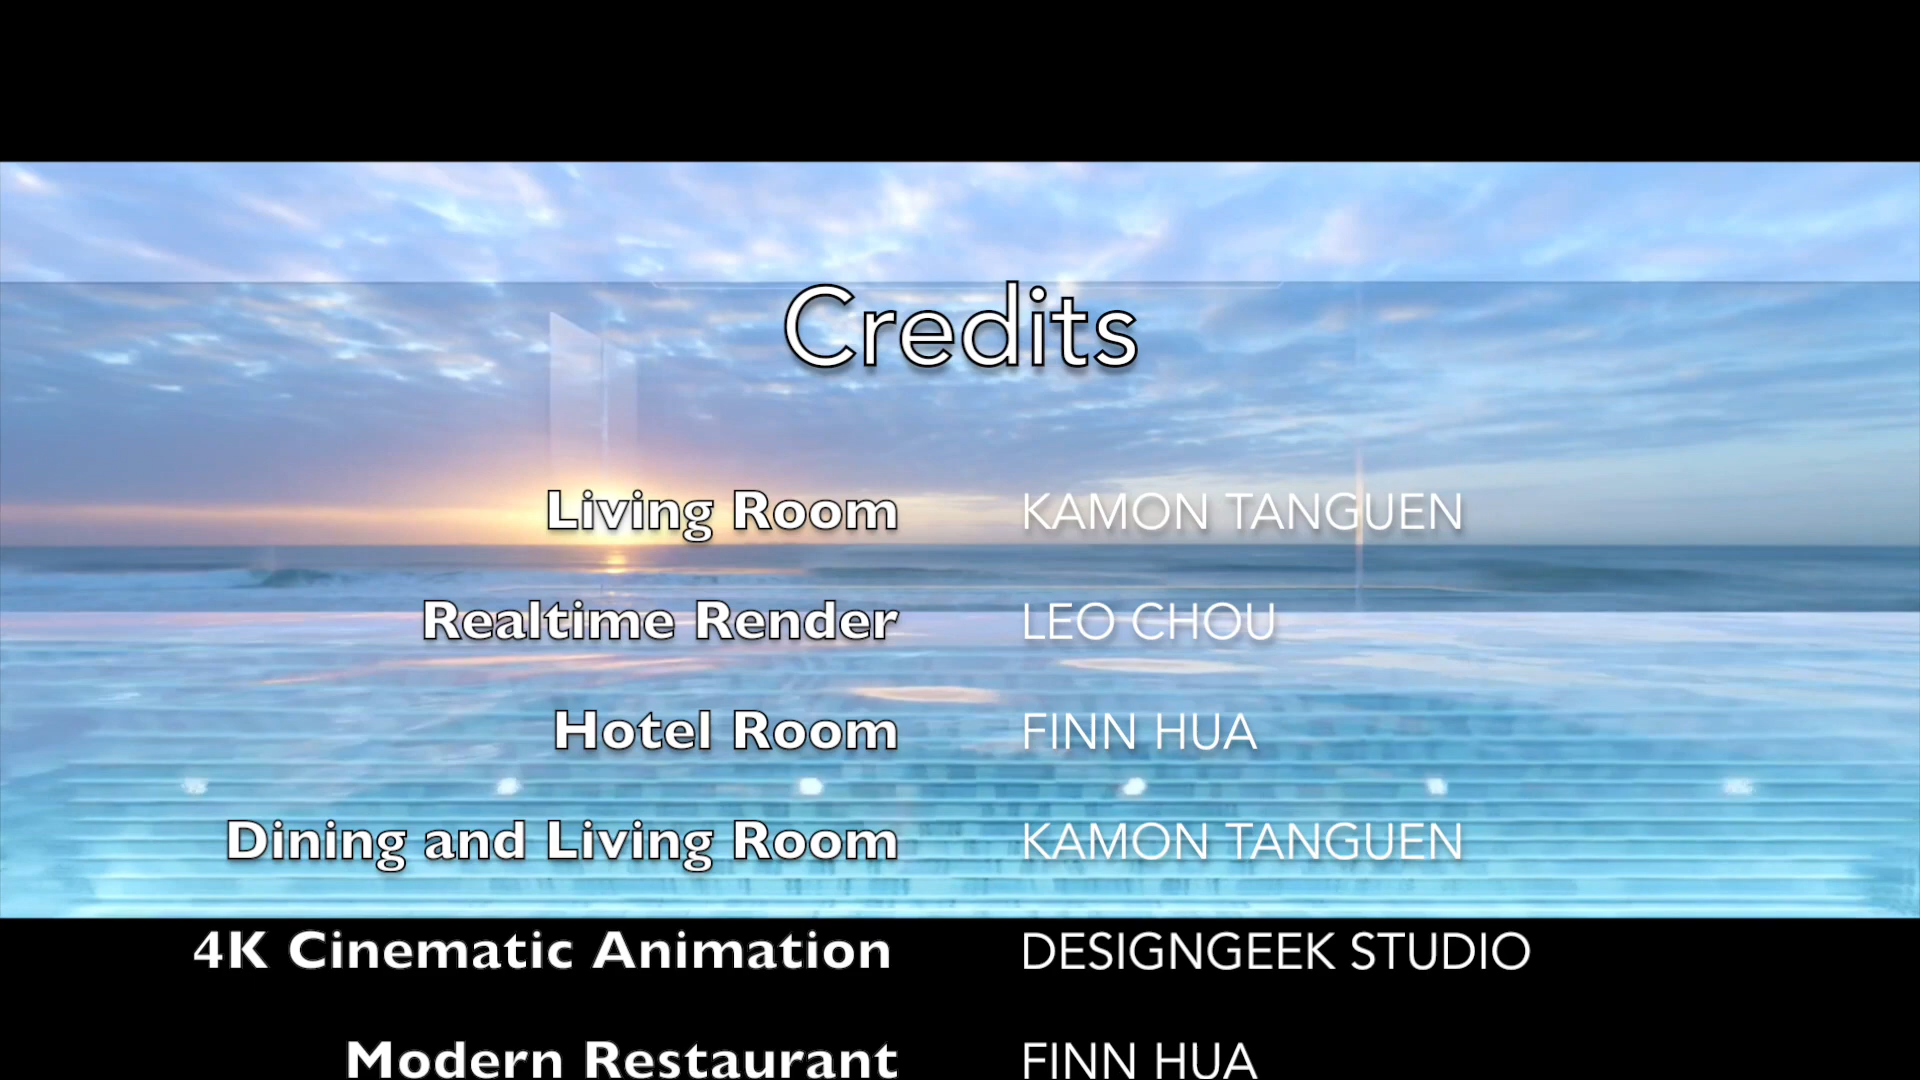 Credits
Living Room KAMON TANGUEN
Realtime Render LEO CHOU
Hotel Room FINN HUA
Dining and Living Room KAMON TANGUEN
4K Cinematic Animation DESIGNGEEK STUDIO
Modern Restaurant FINN HUA